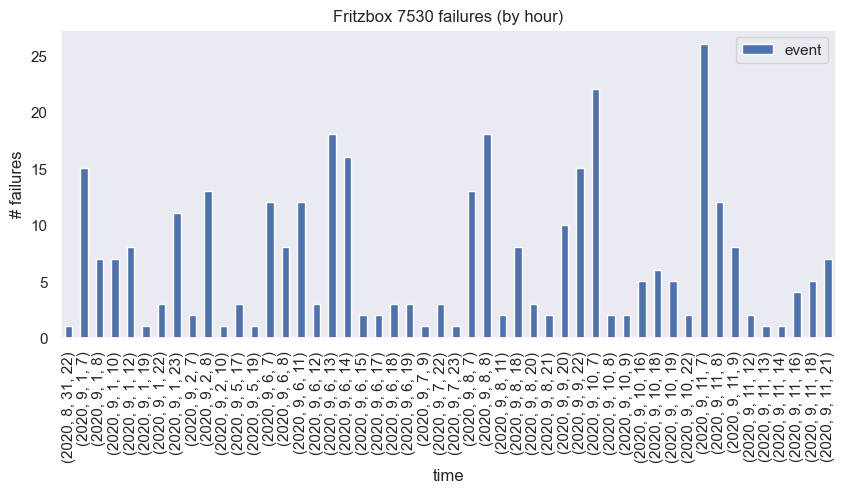 Fritzbox 7530 failures (by hour)
event
# failures
25
20
15
10
5
0
(2020, 8, 31, 22)
(2020, 9, 1, 7)
(2020, 9, 1, 8)
(2020, 9, 1, 10)
(2020, 9, 1, 12)
(2020, 9, 1, 19)
(2020, 9, 1, 22)
(2020, 9, 1, 23)
(2020, 9, 2, 7)
(2020, 9, 2, 8)
(2020, 9, 2, 10)
(2020, 9, 5, 17)
(2020, 9, 5, 19)
(2020, 9, 6, 7)
(2020, 9, 6, 8)
(2020, 9, 6, 11)
(2020, 9, 6, 12)
(2020, 9, 6, 13)
(2020, 9, 6, 14)
(2020, 9, 6, 15)
(2020, 9, 6, 17)
(2020, 9, 6, 18)
(2020, 9, 6, 19)
(2020, 9, 7, 9)
(2020, 9, 7, 22)
(2020, 9, 7, 23)
(2020, 9, 8, 7)
(2020, 9, 8, 8)
(2020, 9, 8, 11)
(2020, 9, 8, 18)
(2020, 9, 8, 20)
(2020, 9, 8, 21)
(2020, 9, 9, 20)
(2020, 9, 9, 22)
(2020, 9, 10, 7)
(2020, 9, 10, 8)
(2020, 9, 10, 9)
(2020, 9, 10, 16)
(2020, 9, 10, 18)
(2020, 9, 10, 19)
(2020, 9, 10, 22)
(2020, 9, 11, 7)
(2020, 9, 11, 8)
(2020, 9, 11, 9)
(2020, 9, 11, 12)
(2020, 9, 11, 13)
(2020, 9, 11, 14)
(2020, 9, 11, 16)
(2020, 9, 11, 18)
(2020, 9, 11, 21)
time